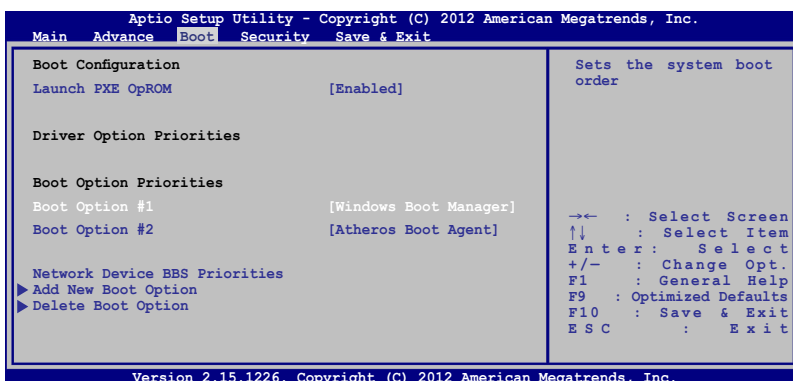 Aptio Setup Utility - Copyright (C) 2012 American Megatrends, Inc.
Main Advance Boot Security Save & Exit
Boot Configuration
Launch PXE OpROM [Enabled]
Driver Option Priorities
Boot Option Priorities
Boot Option #1 [Windows Boot Manager]
Boot Option #2 [Atheros Boot Agent]
Network Device BBS Priorities
Add New Boot Option
Delete Boot Option
Sets the system boot
order
→← : Select Screen
↑↓ : Select Item
Enter: Select
+/— : Change Opt.
F1 : General Help
F9 : Optimized Defaults
F10 : Save & Exit
ESC : Exit
Version 2.15.1226. Copyright (C) 2012 American Megatrends, Inc.